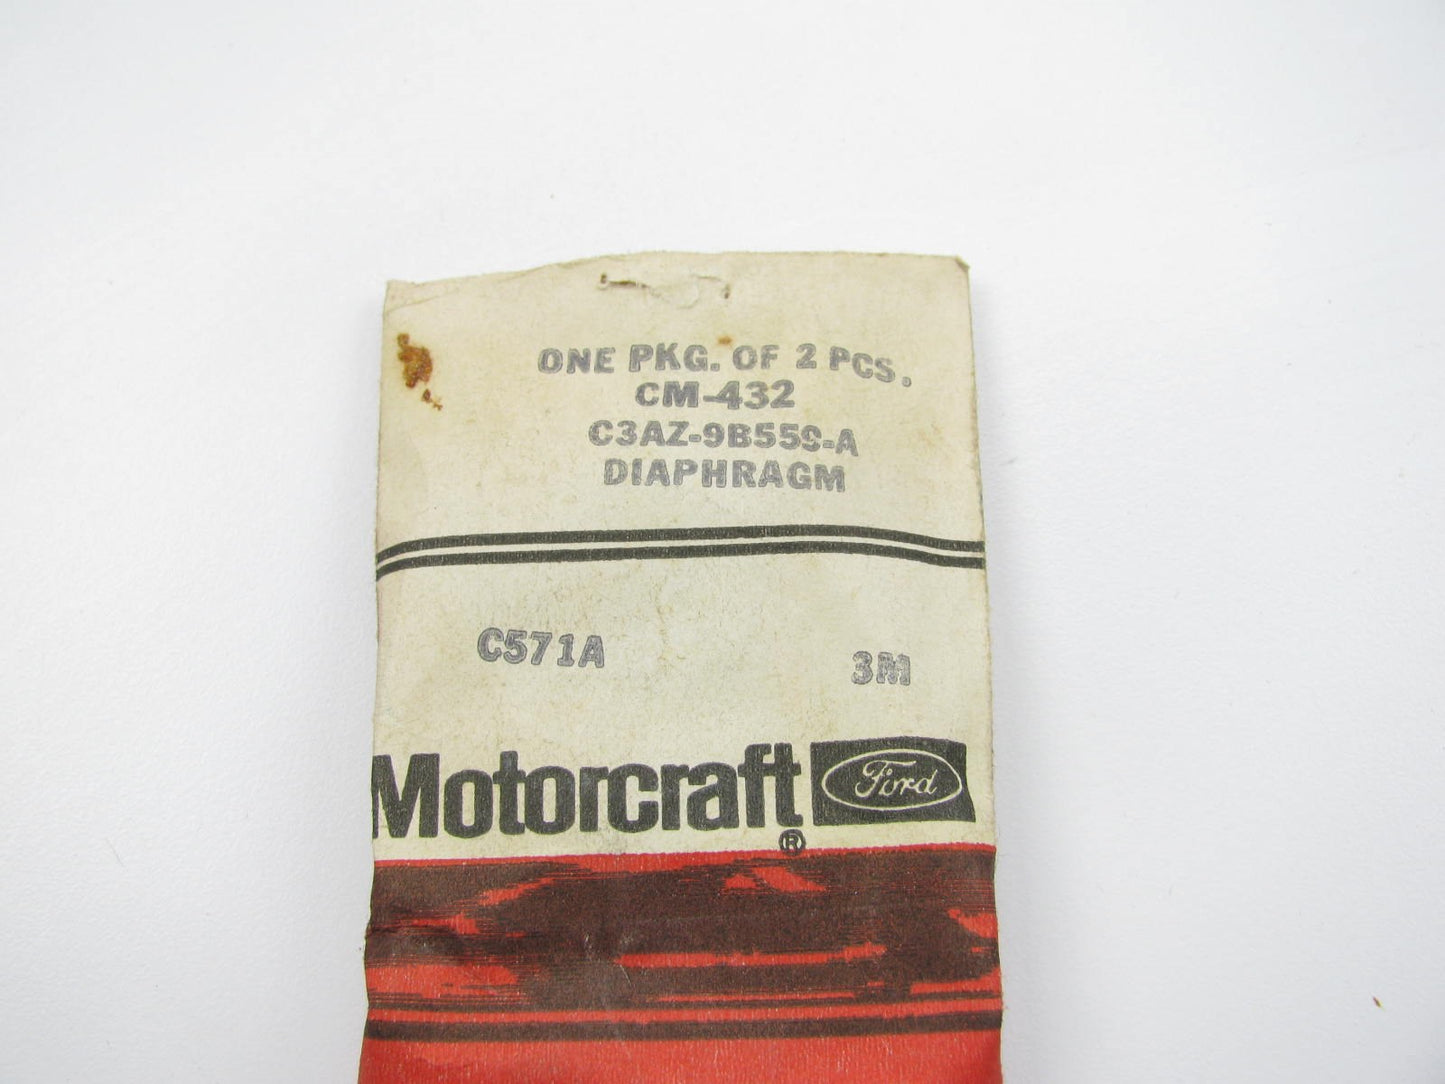 ONE PKG. OF 2 PCS.
CM-432
C3AZ-9B559-A
DIAPHRAGM
C571A 3M
Motorcraft® Ford